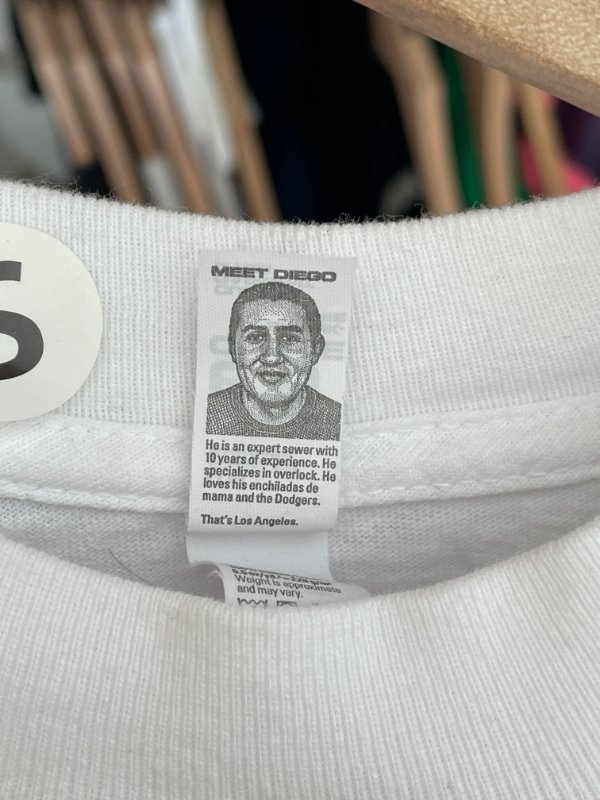 S
MEET DIEGO
He is an expert sewer with
10 years of experience. He
specializes in overlock. He
loves his enchiladas de
mama and the Dodgers.
That's Los Angeles.
Weight is approximate
and may vary.